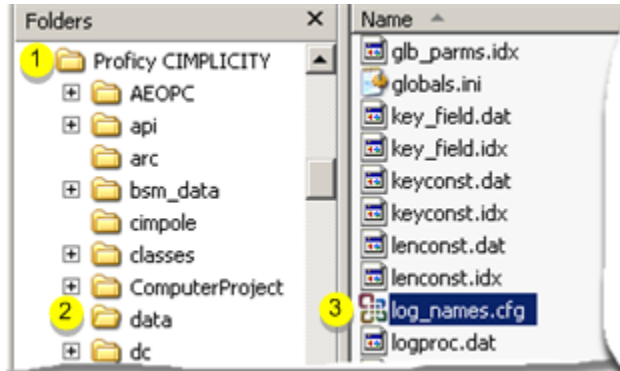 Folders
×
1
Proficy CIMPLICITY
AEOPC
api
arc
bsm_data
cimpole
classes
ComputerProject
2
data
dc
Name
glb_parms.idx
globals.ini
key_field.dat
key_field.idx
keyconst.dat
keyconst.idx
lenconst.dat
lenconst.idx
3
log_names.cfg
logproc.dat